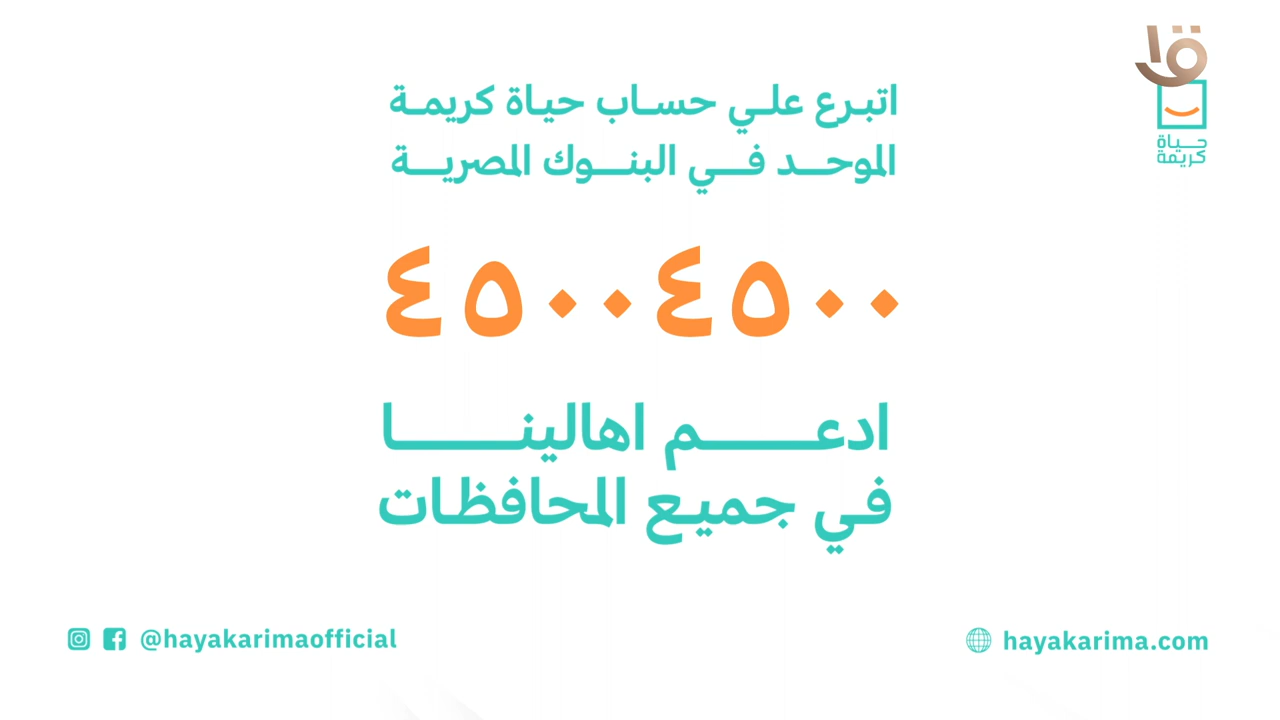 حياة
كريمة
اتبرع علي حساب حياة كريمة
الموحد في البنوك المصرية
٤٥٠٠٤٥٠٠
ادعم اهالينا
في جميع المحافظات
@hayakarimaofficial
hayakarima.com